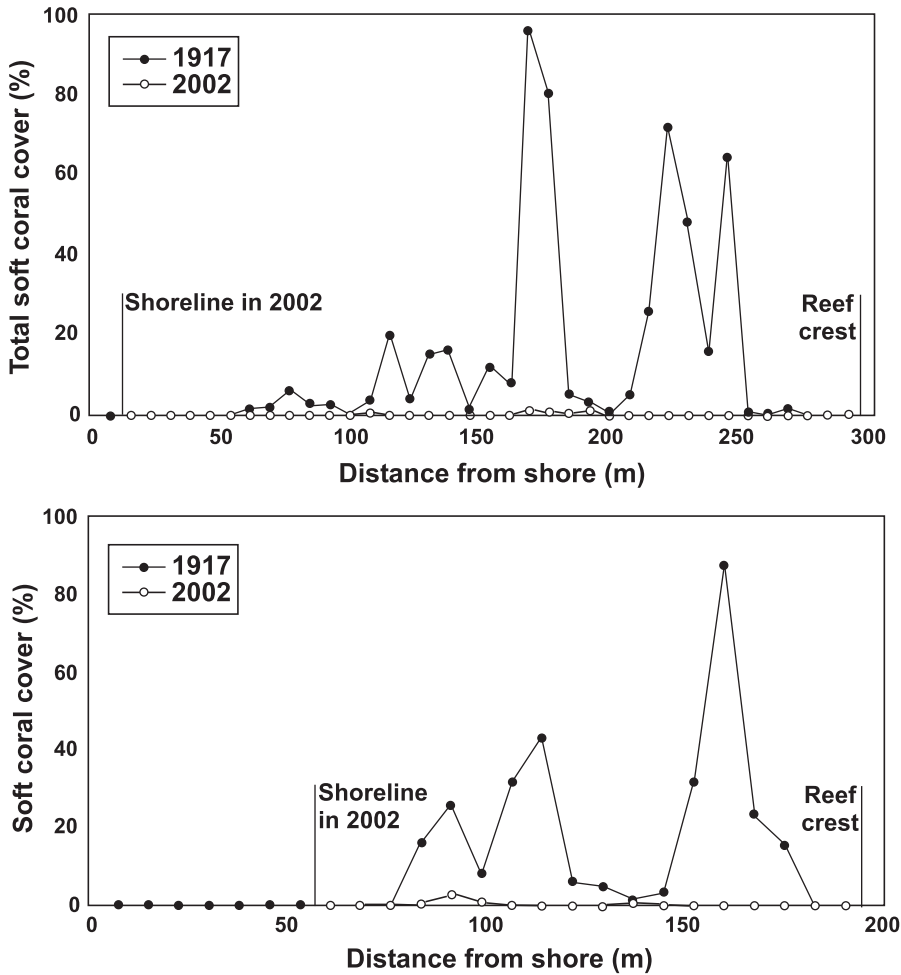 100
80
60
40
20
0
Total soft coral cover (%)
1917
2002
Shoreline in 2002
Reef
crest
0 50 100 150 200 250 300
Distance from shore (m)
100
80
60
40
20
0
Soft coral cover (%)
1917
2002
Shoreline
in 2002
Reef
crest
0 50 100 150 200
Distance from shore (m)